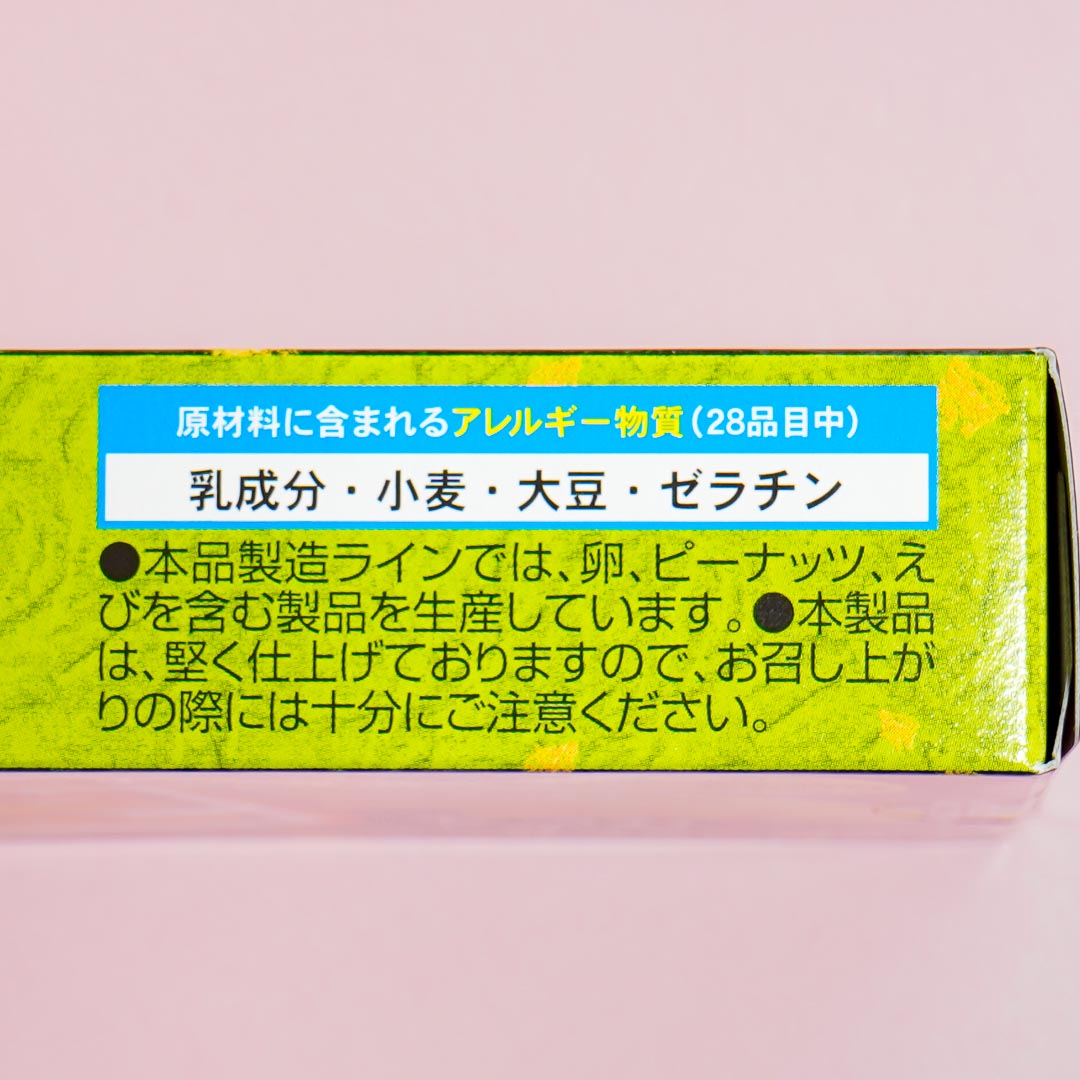 原材料に含まれるアレルギー物質(28品目中)
乳成分・小麦・大豆・ゼラチン
●本品製造ラインでは、卵、ピーナッツ、え
びを含む製品を生産しています。●本製品
は、堅く仕上げておりますので、お召し上が
りの際には十分にご注意ください。